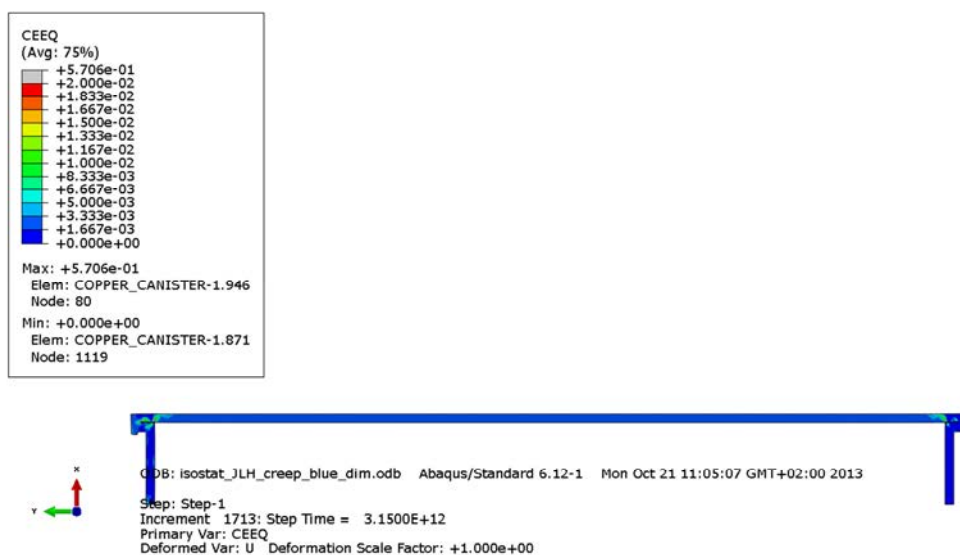 CEEQ
(Avg: 75%)
+5.706e-01
+2.000e-02
+1.833e-02
+1.667e-02
+1.500e-02
+1.333e-02
+1.167e-02
+1.000e-02
+8.333e-03
+6.667e-03
+5.000e-03
+3.333e-03
+1.667e-03
+0.000e+00
Max: +5.706e-01
Elem: COPPER_CANISTER-1.946
Node: 80
Min: +0.000e+00
Elem: COPPER_CANISTER-1.871
Node: 1119
X
Y
ODB: isostat_JLH_creep_blue_dim.odb Abaqus/Standard 6.12-1 Mon Oct 21 11:05:07 GMT+02:00 2013
Step: Step-1
Increment 1713: Step Time = 3.1500E+12
Primary Var: CEEQ
Deformed Var: U Deformation Scale Factor: +1.000e+00